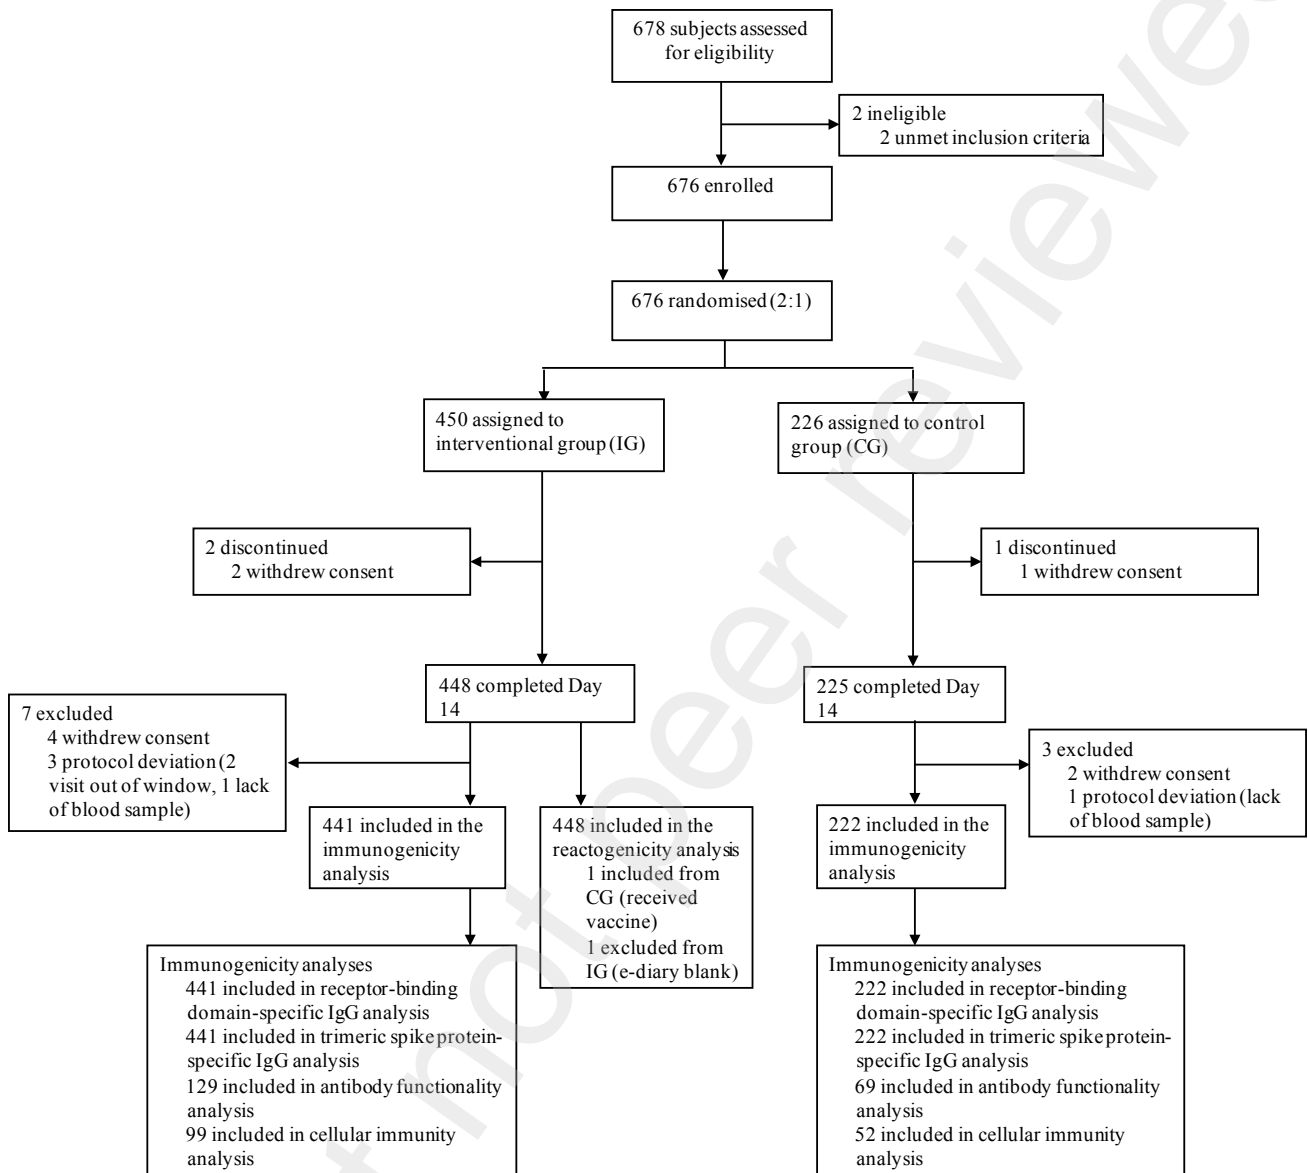 678 subjects assessed
for eligibility
2 ineligible
2 unmet inclusion criteria
676 enrolled
676 randomised (2:1)
450 assigned to
interventional group (IG)
226 assigned to control
group (CG)
2 discontinued
2 withdrew consent
1 discontinued
1 withdrew consent
448 completed Day
14
225 completed Day
14
7 excluded
4 withdrew consent
3 protocol deviation (2
visit out of window, 1 lack
of blood sample)
3 excluded
2 withdrew consent
1 protocol deviation (lack
of blood sample)
441 included in the
immunogenicity
analysis
448 included in the
reactogenicity analysis
1 included from
CG (received
vaccine)
1 excluded from
IG (e-diary blank)
222 included in the
immunogenicity
analysis
Immunogenicity analyses
441 included in receptor-binding
domain-specific IgG analysis
441 included in trimeric spike protein-
specific IgG analysis
129 included in antibody functionality
analysis
99 included in cellular immunity
analysis
Immunogenicity analyses
222 included in receptor-binding
domain-specific IgG analysis
222 included in trimeric spike protein-
specific IgG analysis
69 included in antibody functionality
analysis
52 included in cellular immunity
analysis
not peer reviewe